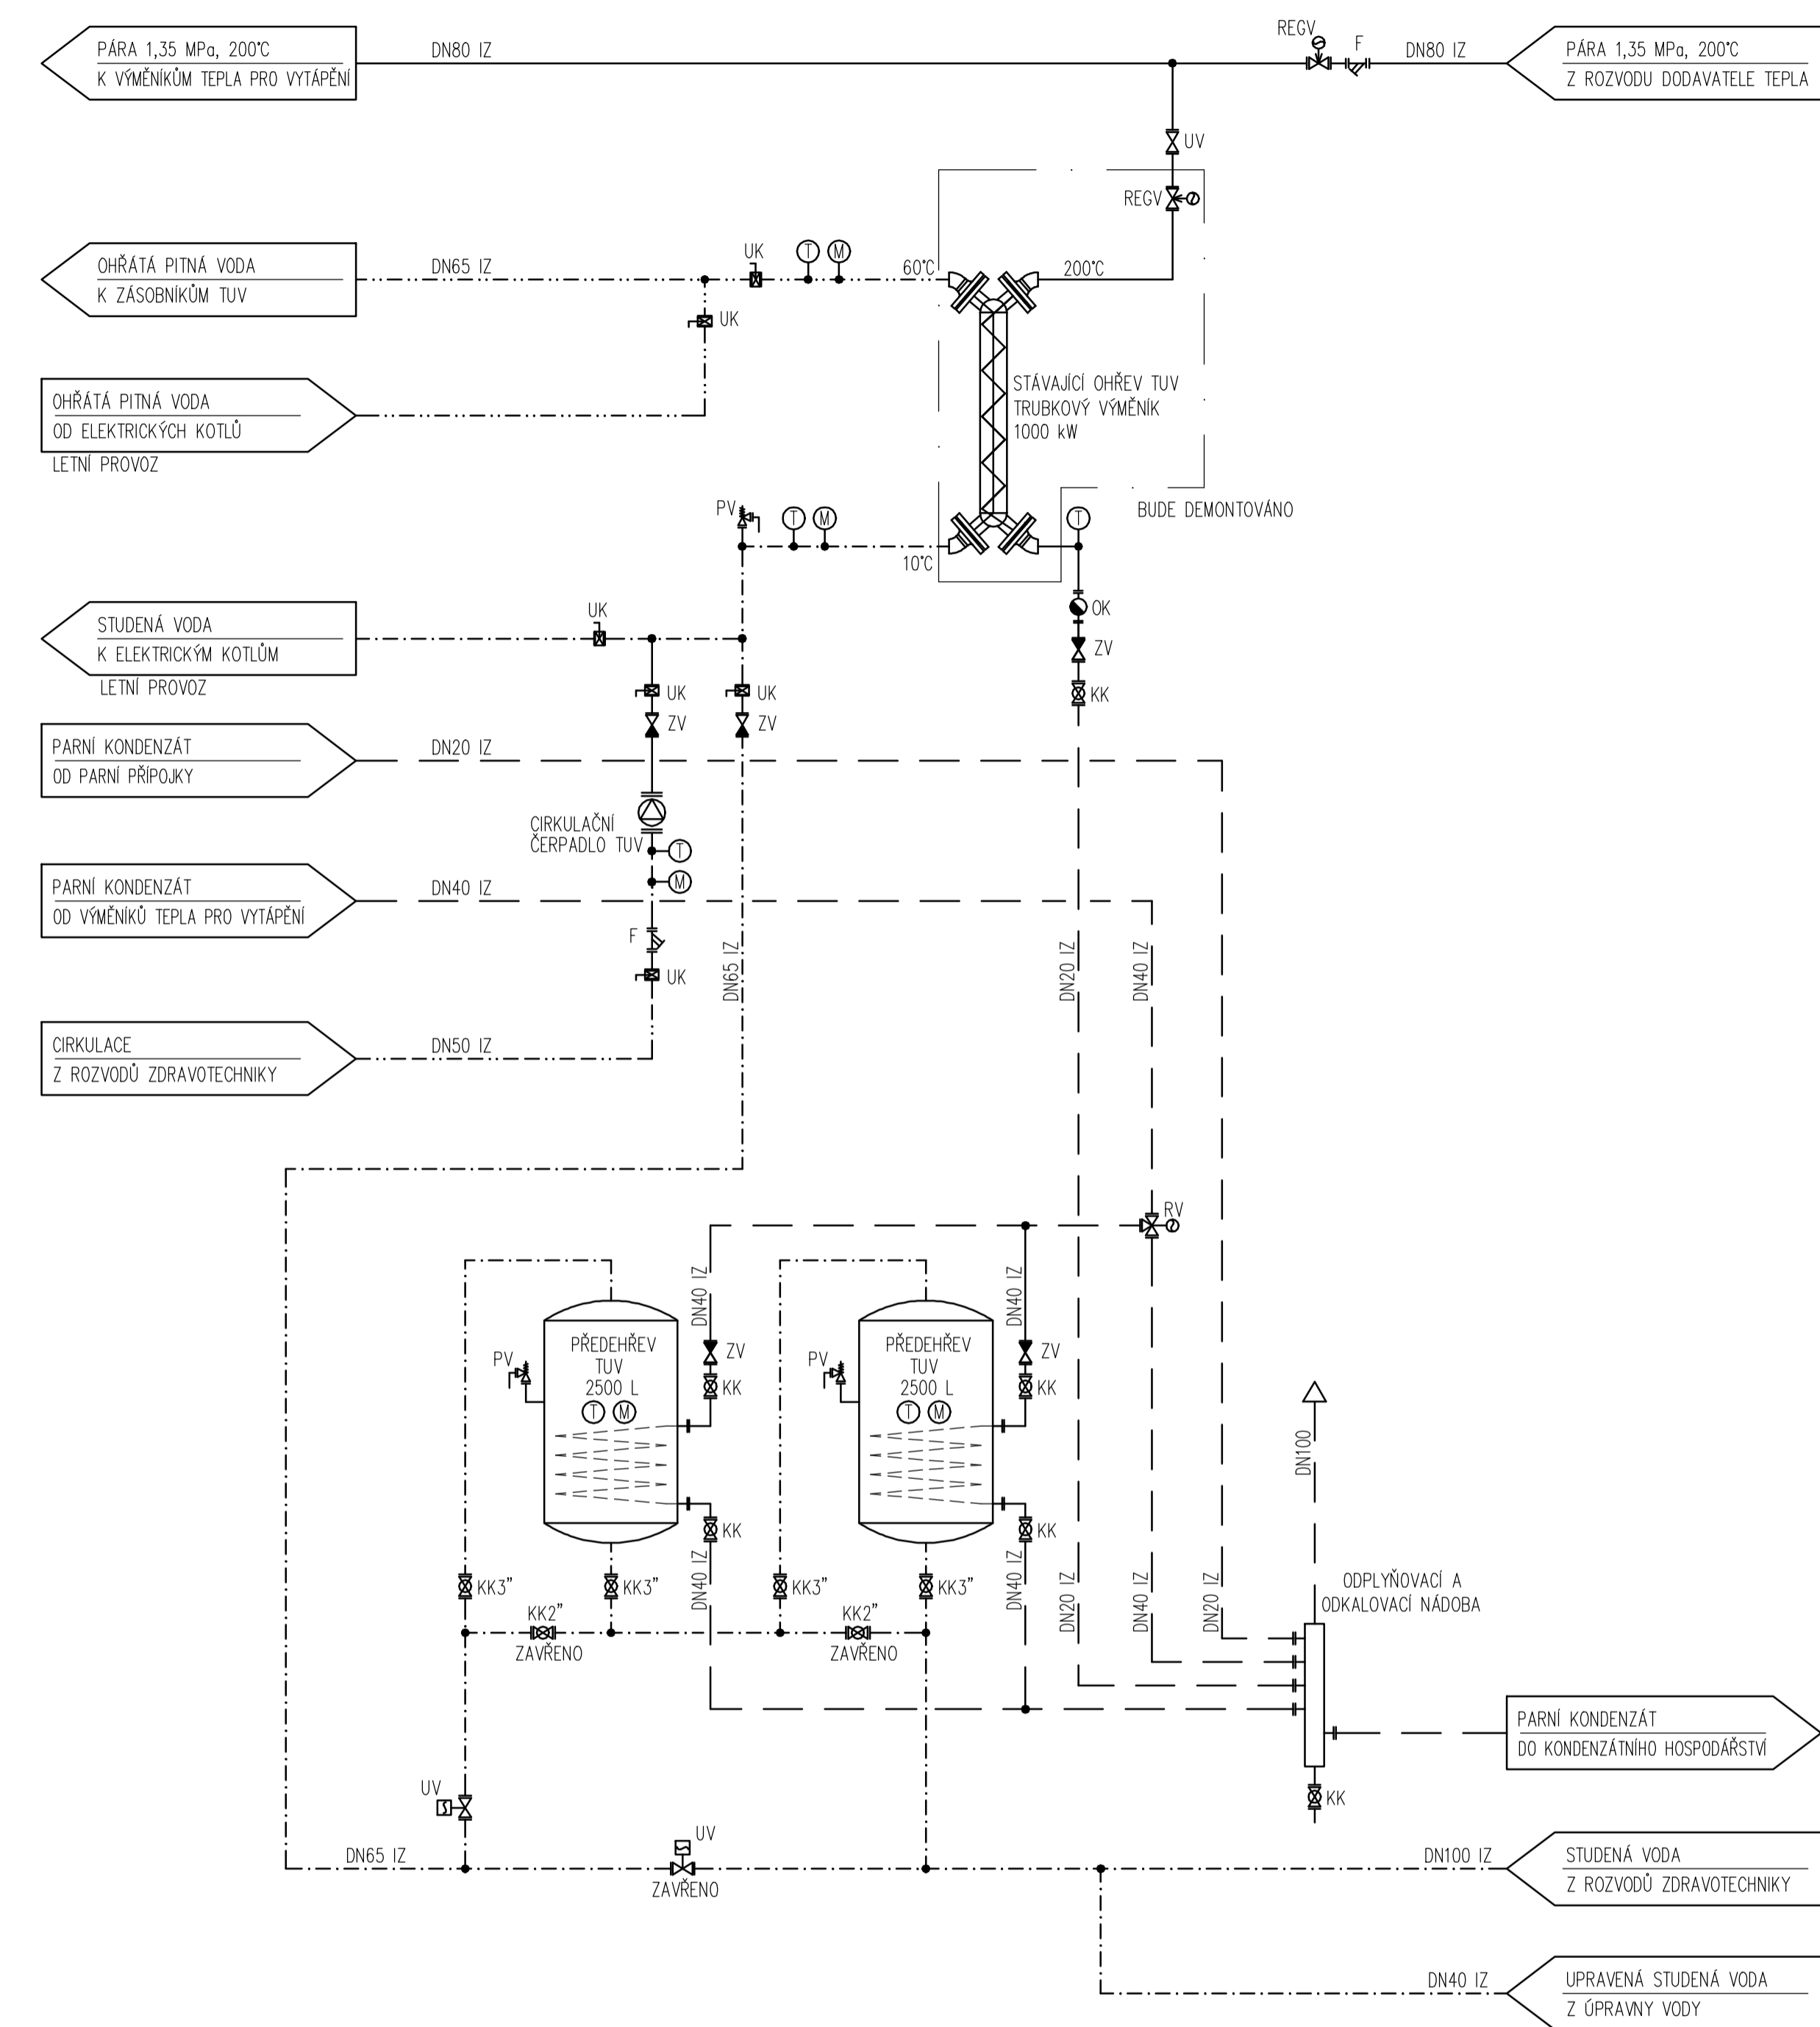 PÁRA 1,35 MPa, 200°C
K VÝMĚNÍKŮM TEPLA PRO VYTÁPĚNÍ
DN80 IZ
REGV
F
DN80 IZ
PÁRA 1,35 MPa, 200°C
Z ROZVODU DODAVATELE TEPLA
UV
REGV
OHŘÁTÁ PITNÁ VODA
K ZÁSOBNÍKŮM TUV
DN65 IZ
UK
T
M
60°C
200°C
UK
OHŘÁTÁ PITNÁ VODA
OD ELEKTRICKÝCH KOTLŮ
LETNÍ PROVOZ
STÁVAJÍCÍ OHŘEV TUV
TRUBKOVÝ VÝMĚNÍK
1000 kW
BUDE DEMONTOVÁNO
PV
T
M
T
10°C
STUDENÁ VODA
K ELEKTRICKÝM KOTLŮM
LETNÍ PROVOZ
UK
OK
ZV
KK
UK
UK
ZV
ZV
PARNÍ KONDENZÁT
OD PARNÍ PŘÍPOJKY
DN20 IZ
CIRKULAČNÍ
ČERPADLO TUV
T
M
PARNÍ KONDENZÁT
OD VÝMĚNÍKŮ TEPLA PRO VYTÁPĚNÍ
DN40 IZ
F
UK
DN65 IZ
DN20 IZ
DN40 IZ
CIRKULACE
Z ROZVODŮ ZDRAVOTECHNIKY
DN50 IZ
RV
DN40 IZ
DN40 IZ
PŘEDEHŘEV
TUV
2500 L
T
M
PV
ZV
KK
PŘEDEHŘEV
TUV
2500 L
T
M
PV
ZV
KK
DN100
KK
KK
DN40 IZ
DN40 IZ
DN20 IZ
DN40 IZ
DN20 IZ
KK3"
KK3"
KK3"
KK3"
KK2"
ZAVŘENO
KK2"
ZAVŘENO
ODPLYŇOVACÍ A
ODKALOVACÍ NÁDOBA
PARNÍ KONDENZÁT
DO KONDENZÁTNÍHO HOSPODÁŘSTVÍ
UV
KK
UV
DN65 IZ
ZAVŘENO
DN100 IZ
STUDENÁ VODA
Z ROZVODŮ ZDRAVOTECHNIKY
DN40 IZ
UPRAVENÁ STUDENÁ VODA
Z ÚPRAVNY VODY